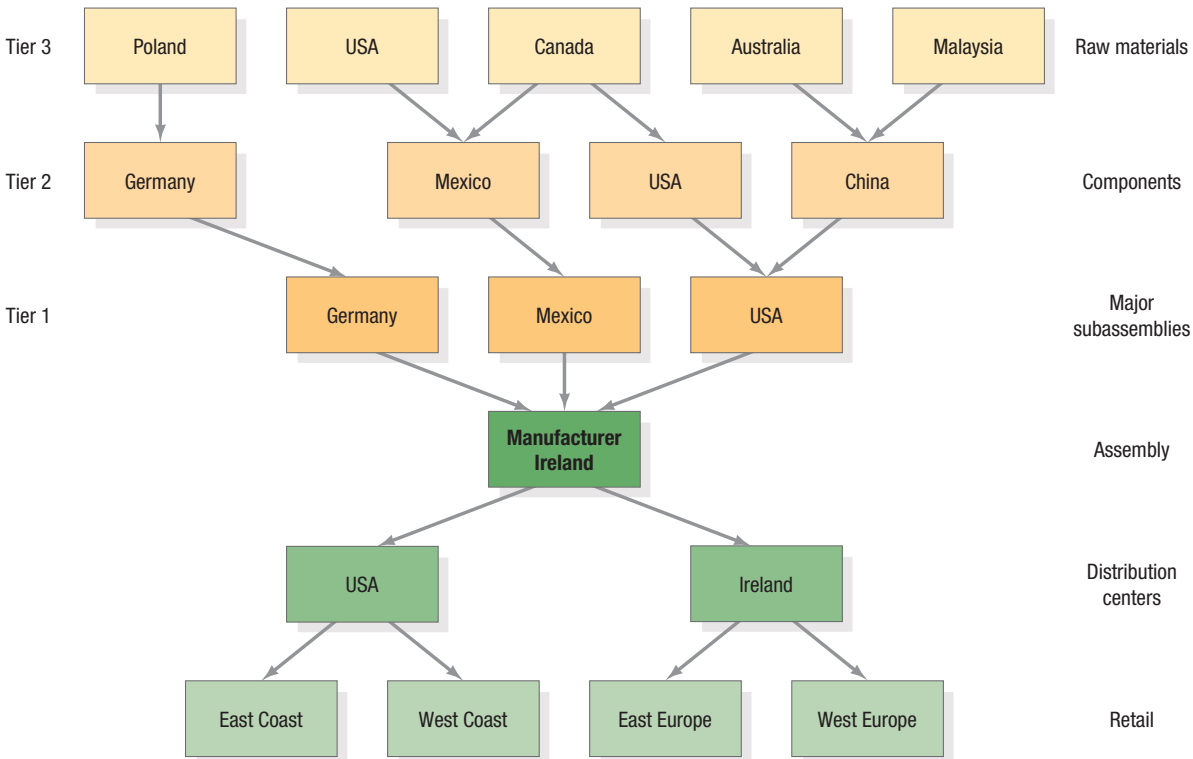 Tier 3
Poland
USA
Canada
Australia
Malaysia
Raw materials
Tier 2
Germany
Mexico
USA
China
Components
Tier 1
Germany
Mexico
USA
Major
subassemblies
Manufacturer
Ireland
Assembly
USA
Ireland
Distribution
centers
East Coast
West Coast
East Europe
West Europe
Retail